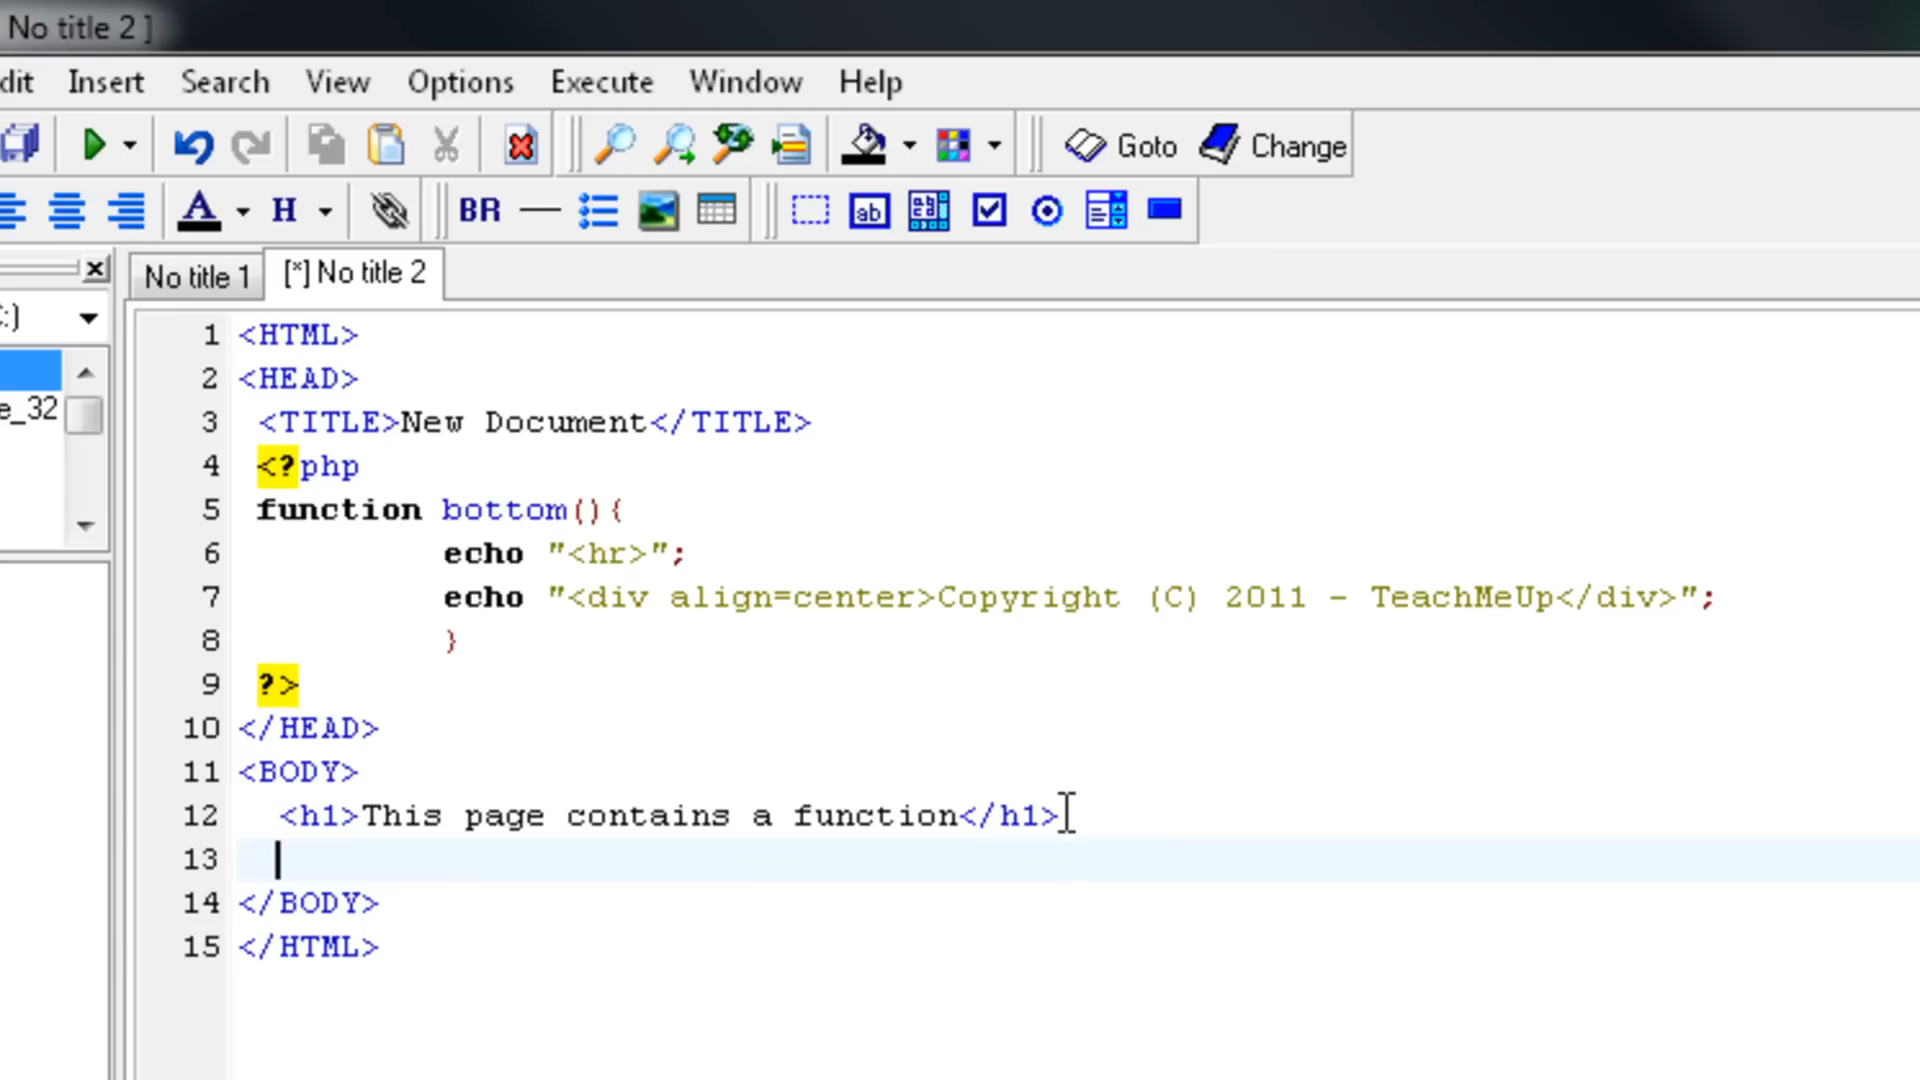 No title 2 ]
dit Insert Search View Options Execute Window Help
Goto Change
A H BR ab
No title 1 [*] No title 2
:)
e_32
1 <HTML>
2 <HEAD>
3 <TITLE>New Document</TITLE>
4 <?php
5 function bottom(){
6 echo "<hr>";
7 echo "<div align=center>Copyright (C) 2011 - TeachMeUp</div>";
8 }
9 ?>
10 </HEAD>
11 <BODY>
12 <h1>This page contains a function</h1>
13
14 </BODY>
15 </HTML>